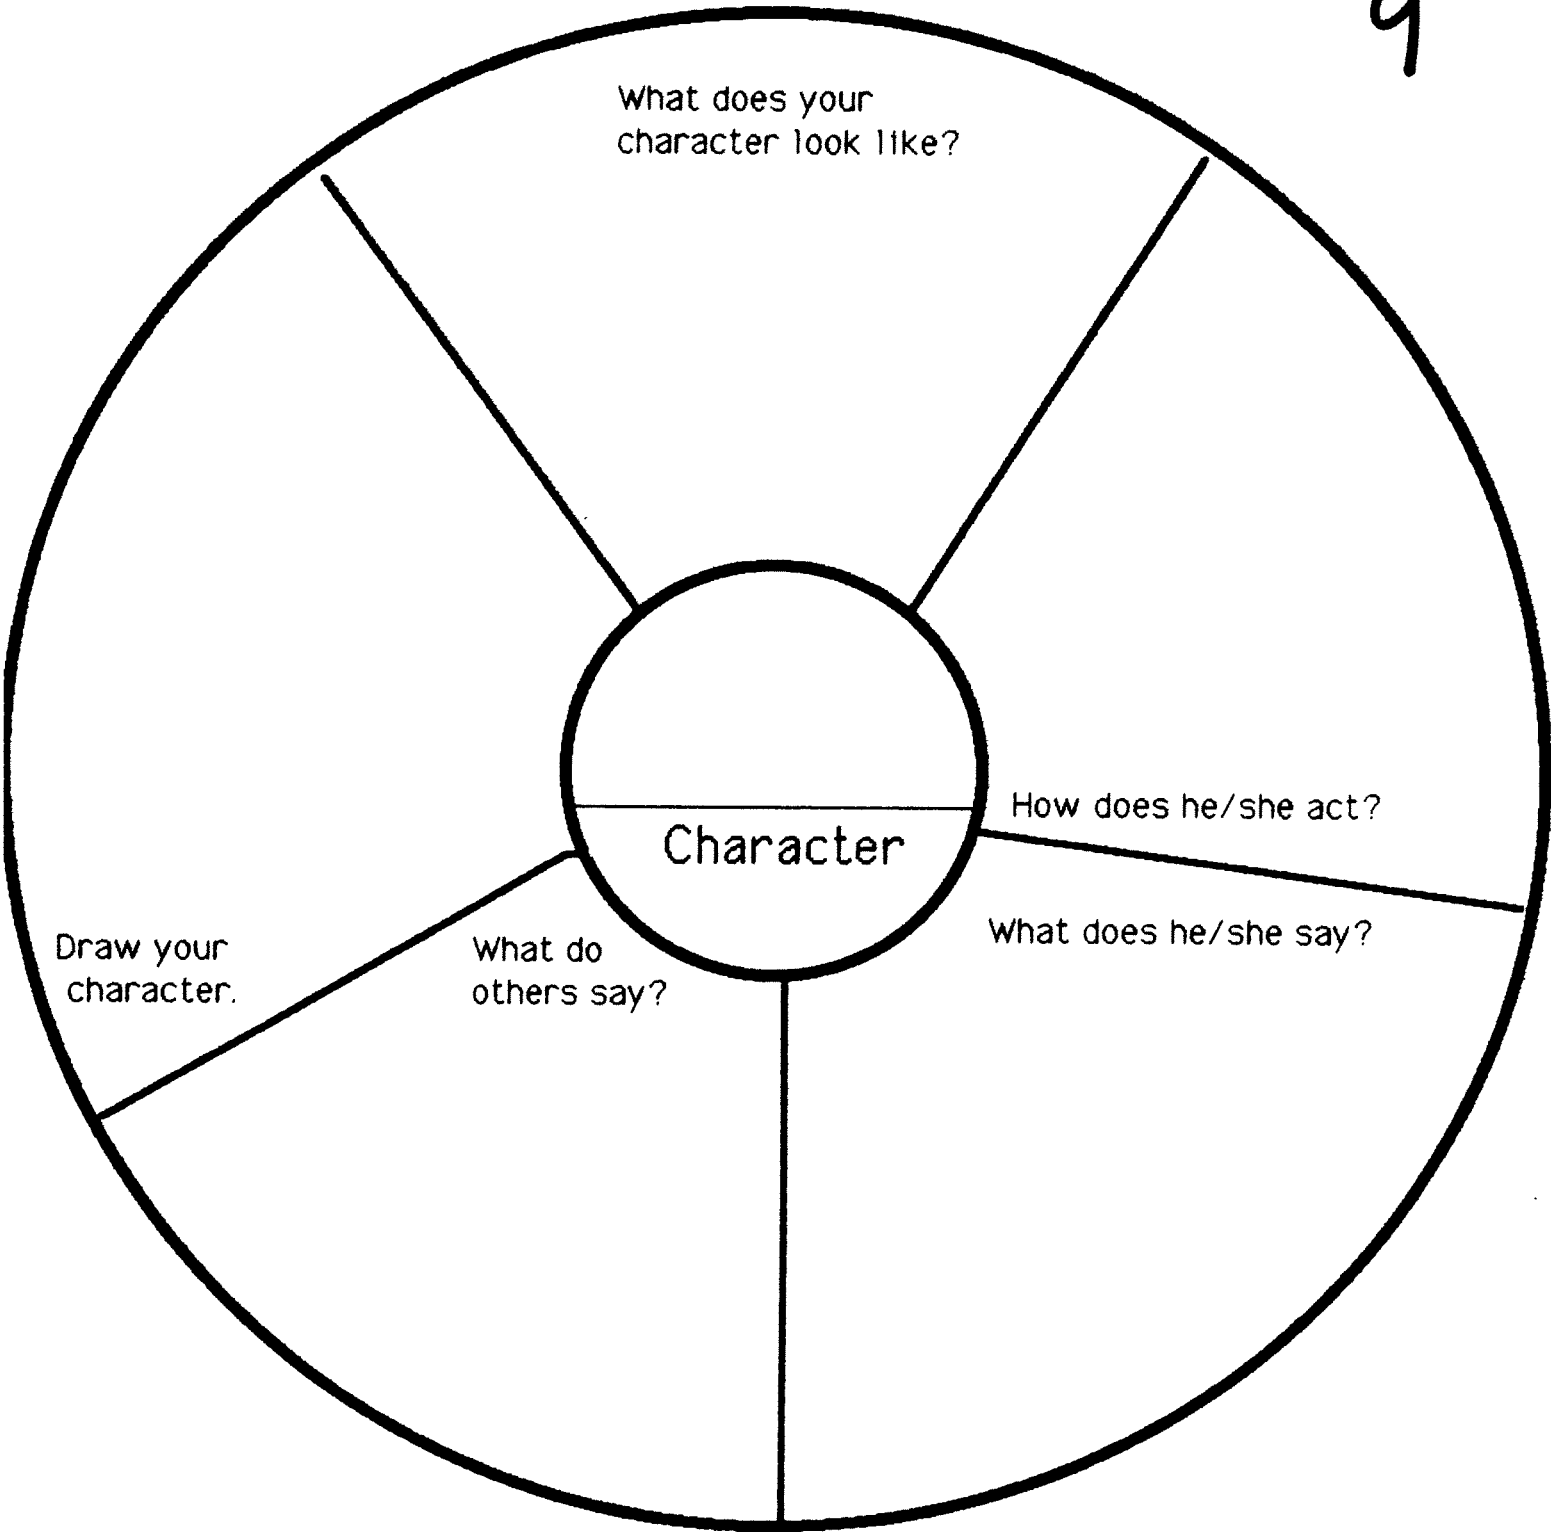 9
What does your
character look like?
How does he/she act?
Character
What does he/she say?
Draw your
character.
What do
others say?